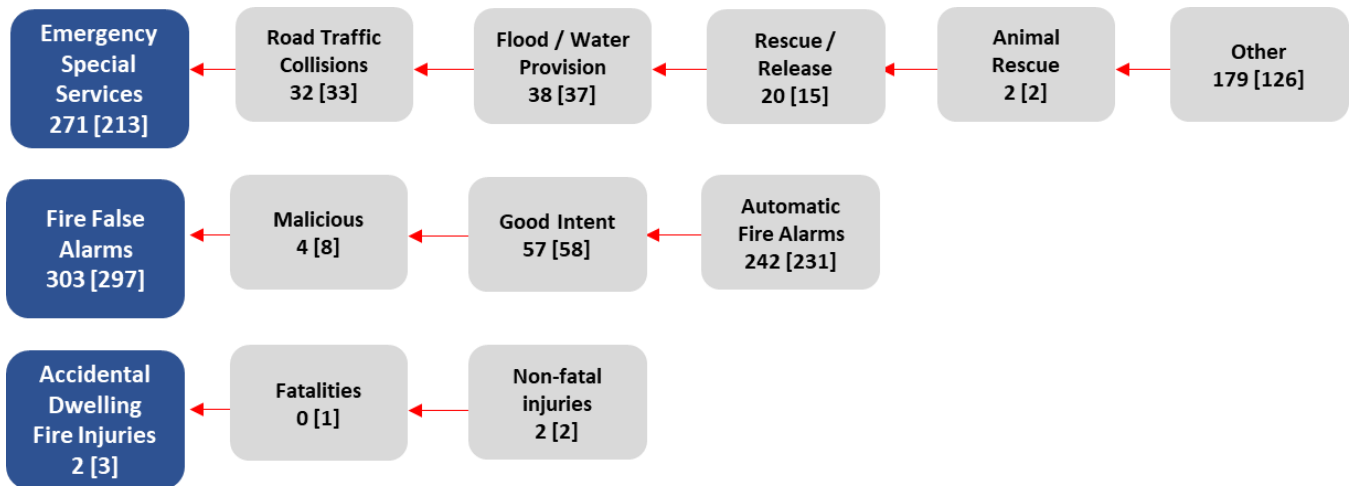 Emergency
Special
Services
271 [213]
Road Traffic
Collisions
32 [33]
Flood / Water
Provision
38 [37]
Rescue /
Release
20 [15]
Animal
Rescue
2 [2]
Other
179 [126]
Fire False
Alarms
303 [297]
Malicious
4 [8]
Good Intent
57 [58]
Automatic
Fire Alarms
242 [231]
Accidental
Dwelling
Fire Injuries
2 [3]
Fatalities
0 [1]
Non-fatal
injuries
2 [2]